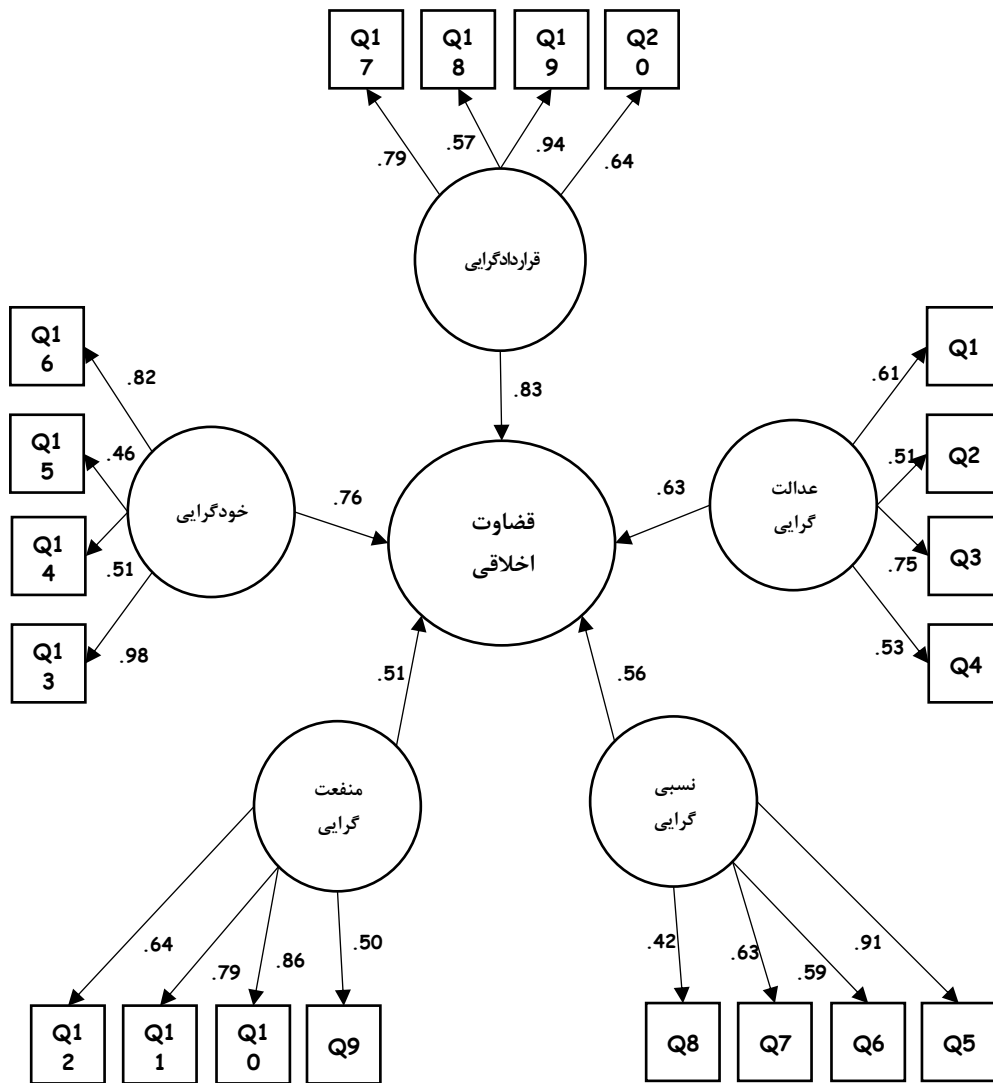 Q1
7
Q1
8
Q1
9
Q2
0
.79
.57
.94
.64
قراردادگرایی
.83
Q1
6
Q1
5
Q1
4
Q1
3
.82
.46
.51
.98
خودگرایی
.76
قضاوت
اخلاقی
.63
عدالت
گرایی
.61
.51
.75
.53
Q1
Q2
Q3
Q4
.51
.56
منفعت
گرایی
نسبی
گرایی
.64
.79
.86
.50
.42
.63
.59
.91
Q1
2
Q1
1
Q1
0
Q9
Q8
Q7
Q6
Q5